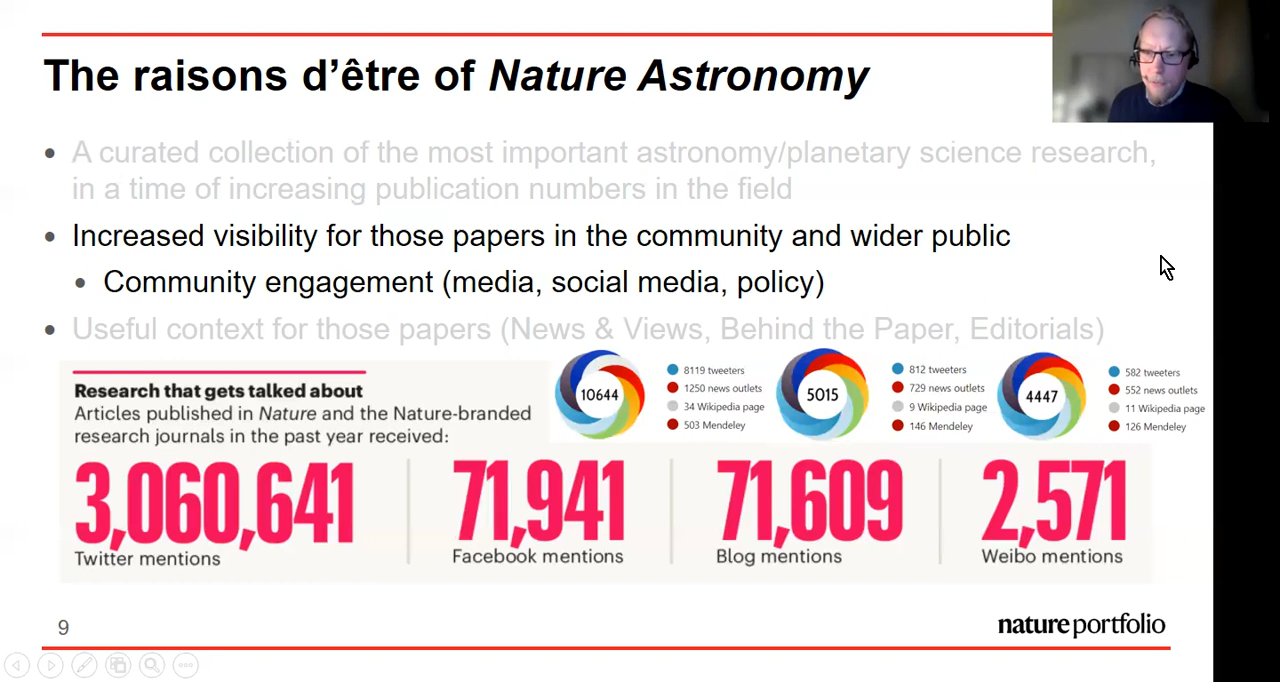 The raisons d’être of Nature Astronomy
• A curated collection of the most important astronomy/planetary science research,
in a time of increasing publication numbers in the field
• Increased visibility for those papers in the community and wider public
• Community engagement (media, social media, policy)
• Useful context for those papers (News & Views, Behind the Paper, Editorials)
Research that gets talked about
Articles published in Nature and the Nature-branded
research journals in the past year received:
10644
8119 tweeters
1250 news outlets
34 Wikipedia page
503 Mendeley
5015
812 tweeters
729 news outlets
9 Wikipedia page
146 Mendeley
4447
582 tweeters
552 news outlets
11 Wikipedia page
126 Mendeley
3,060,641
Twitter mentions
71,941
Facebook mentions
71,609
Blog mentions
2,571
Weibo mentions
9
natureportfolio